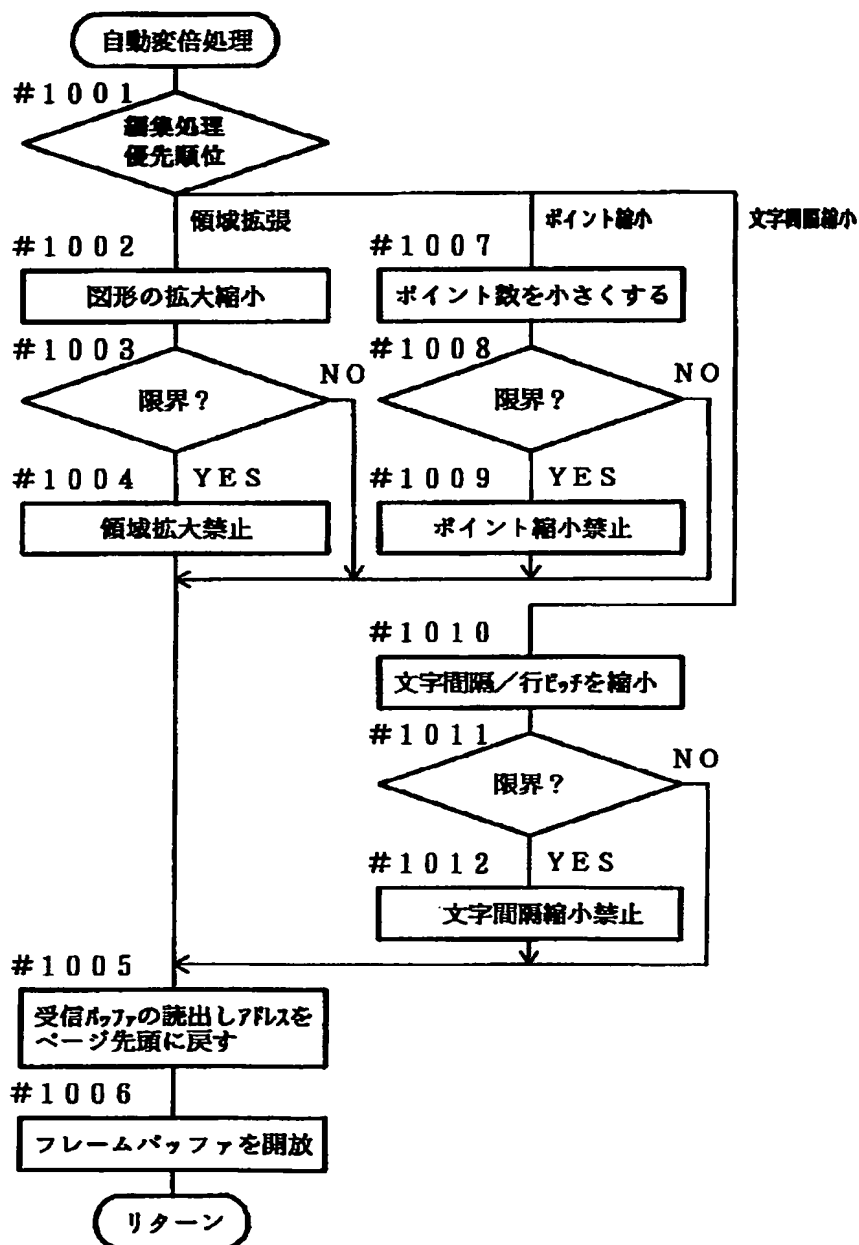 自動変倍処理
#1001
編集処理
優先順位
領域拡張
ポイント縮小
文字間隔縮小
#1002
図形の拡大縮小
#1003
限界?
NO
#1004
YES
領域拡大禁止
#1007
ポイント数を小さくする
#1008
限界?
NO
#1009
YES
ポイント縮小禁止
#1010
文字間隔/行ピッチを縮小
#1011
限界?
NO
#1012
YES
文字間隔縮小禁止
#1005
受信バッファの読出しアドレスを
ページ先頭に戻す
#1006
フレームバッファを開放
リターン